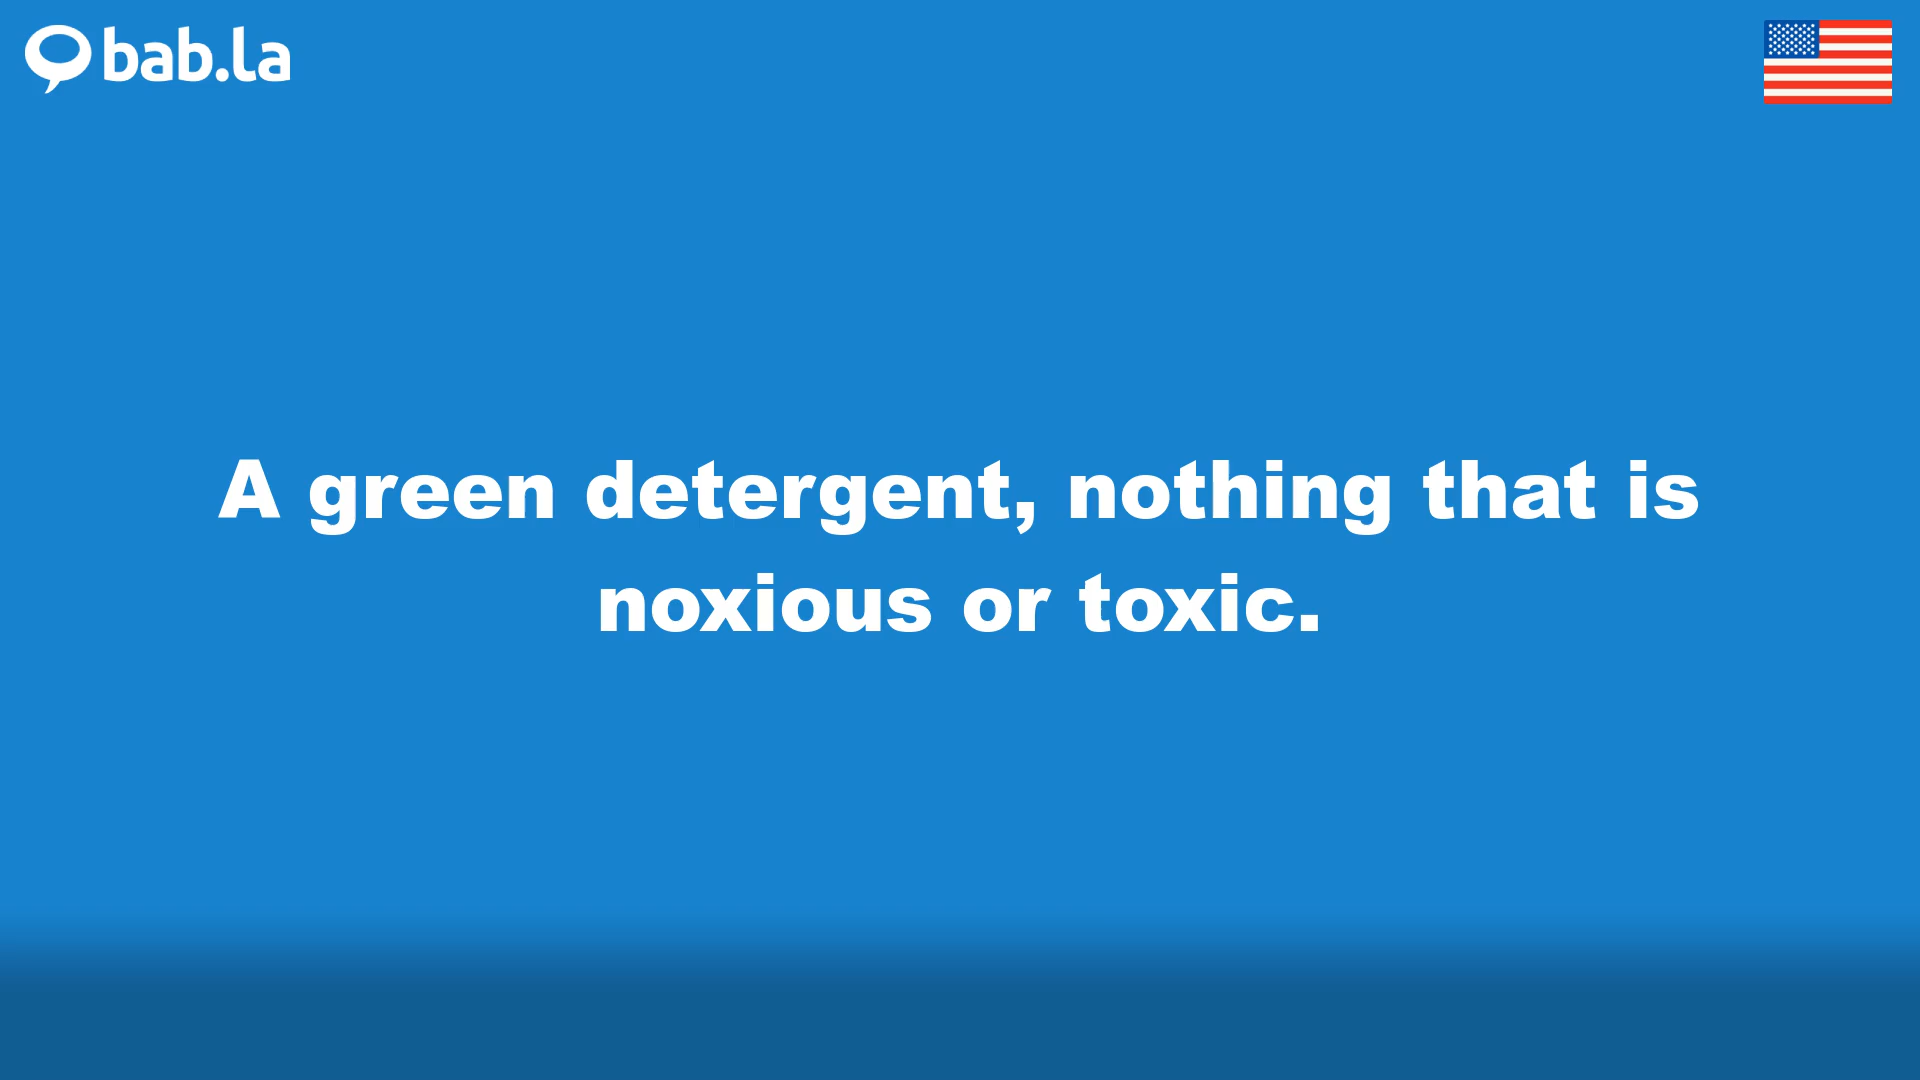 bab.la
A green detergent, nothing that is
noxious or toxic.